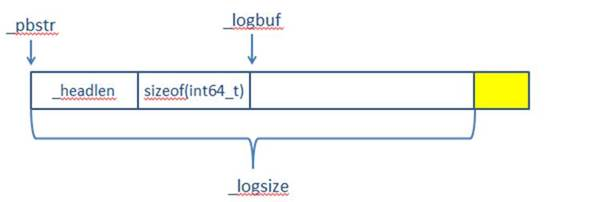 _pbstr
_logbuf
_headlen
sizeof(int64_t)
_logsize